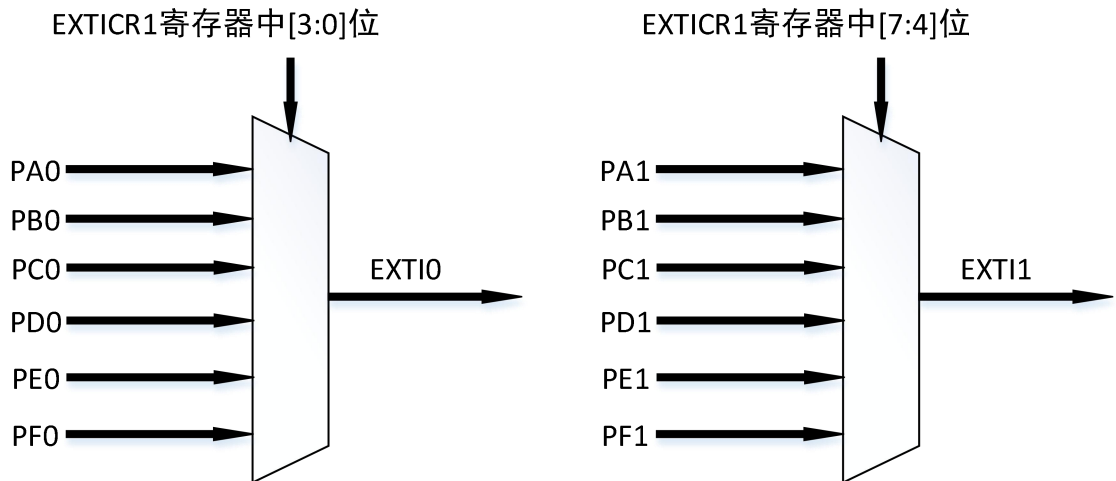 EXTICR1寄存器中[3:0]位
PA0
PB0
PC0
PD0
PE0
PF0
EXTI0
EXTICR1寄存器中[7:4]位
PA1
PB1
PC1
PD1
PE1
PF1
EXTI1